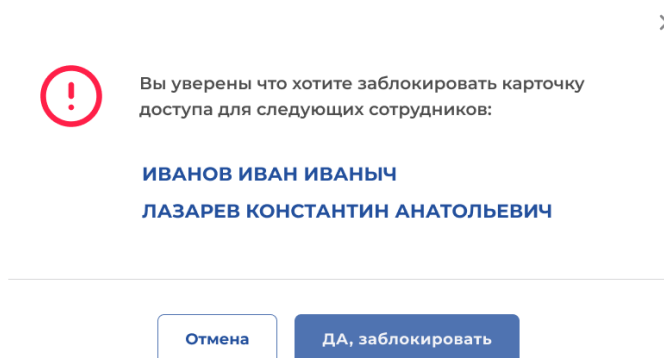 Вы уверены что хотите заблокировать карточку
доступа для следующих сотрудников:
ИВАНОВ ИВАН ИВАНЫЧ
ЛАЗАРЕВ КОНСТАНТИН АНАТОЛЬЕВИЧ
Отмена
ДА, заблокировать